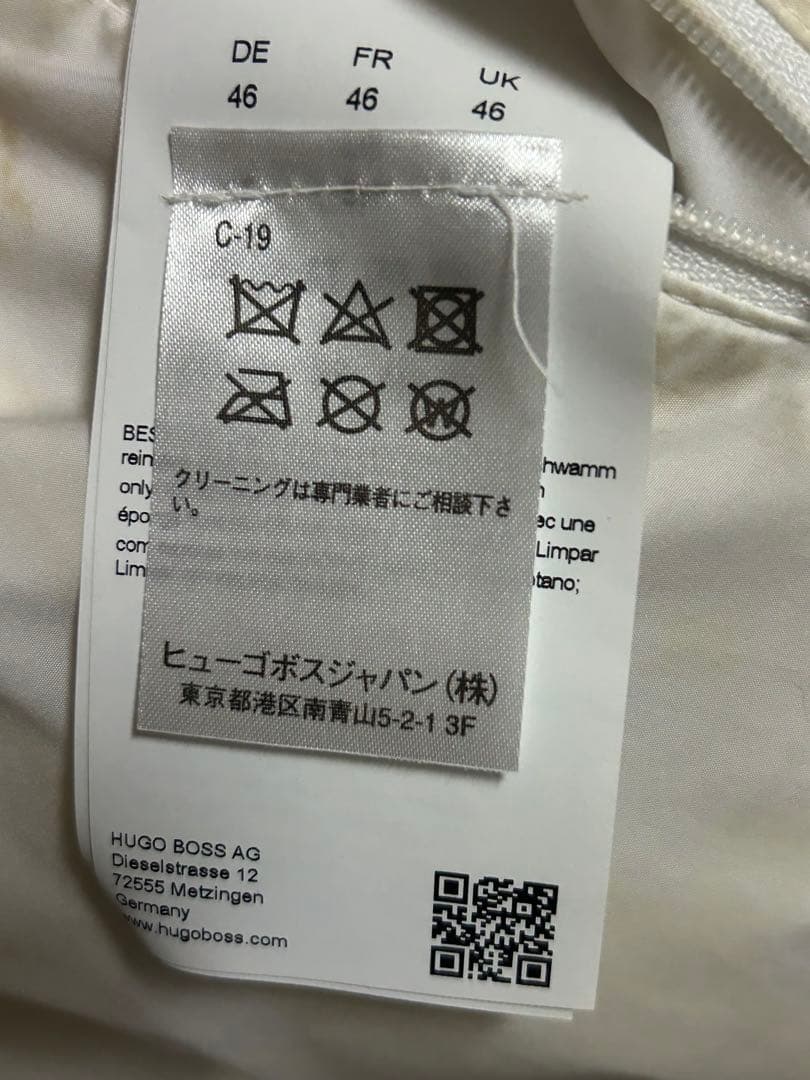 DE FR UK
46 46 46
C-19
W
BES
rein hwamm
only
épo ec une
com Limpar
Lim tano;
クリーニングは専門業者にご相談下さ
い。
ヒューゴボスジャパン(株)
東京都港区南青山5-2-1 3F
HUGO BOSS AG
Dieselstrasse 12
72555 Metzingen
Germany
www.hugoboss.com